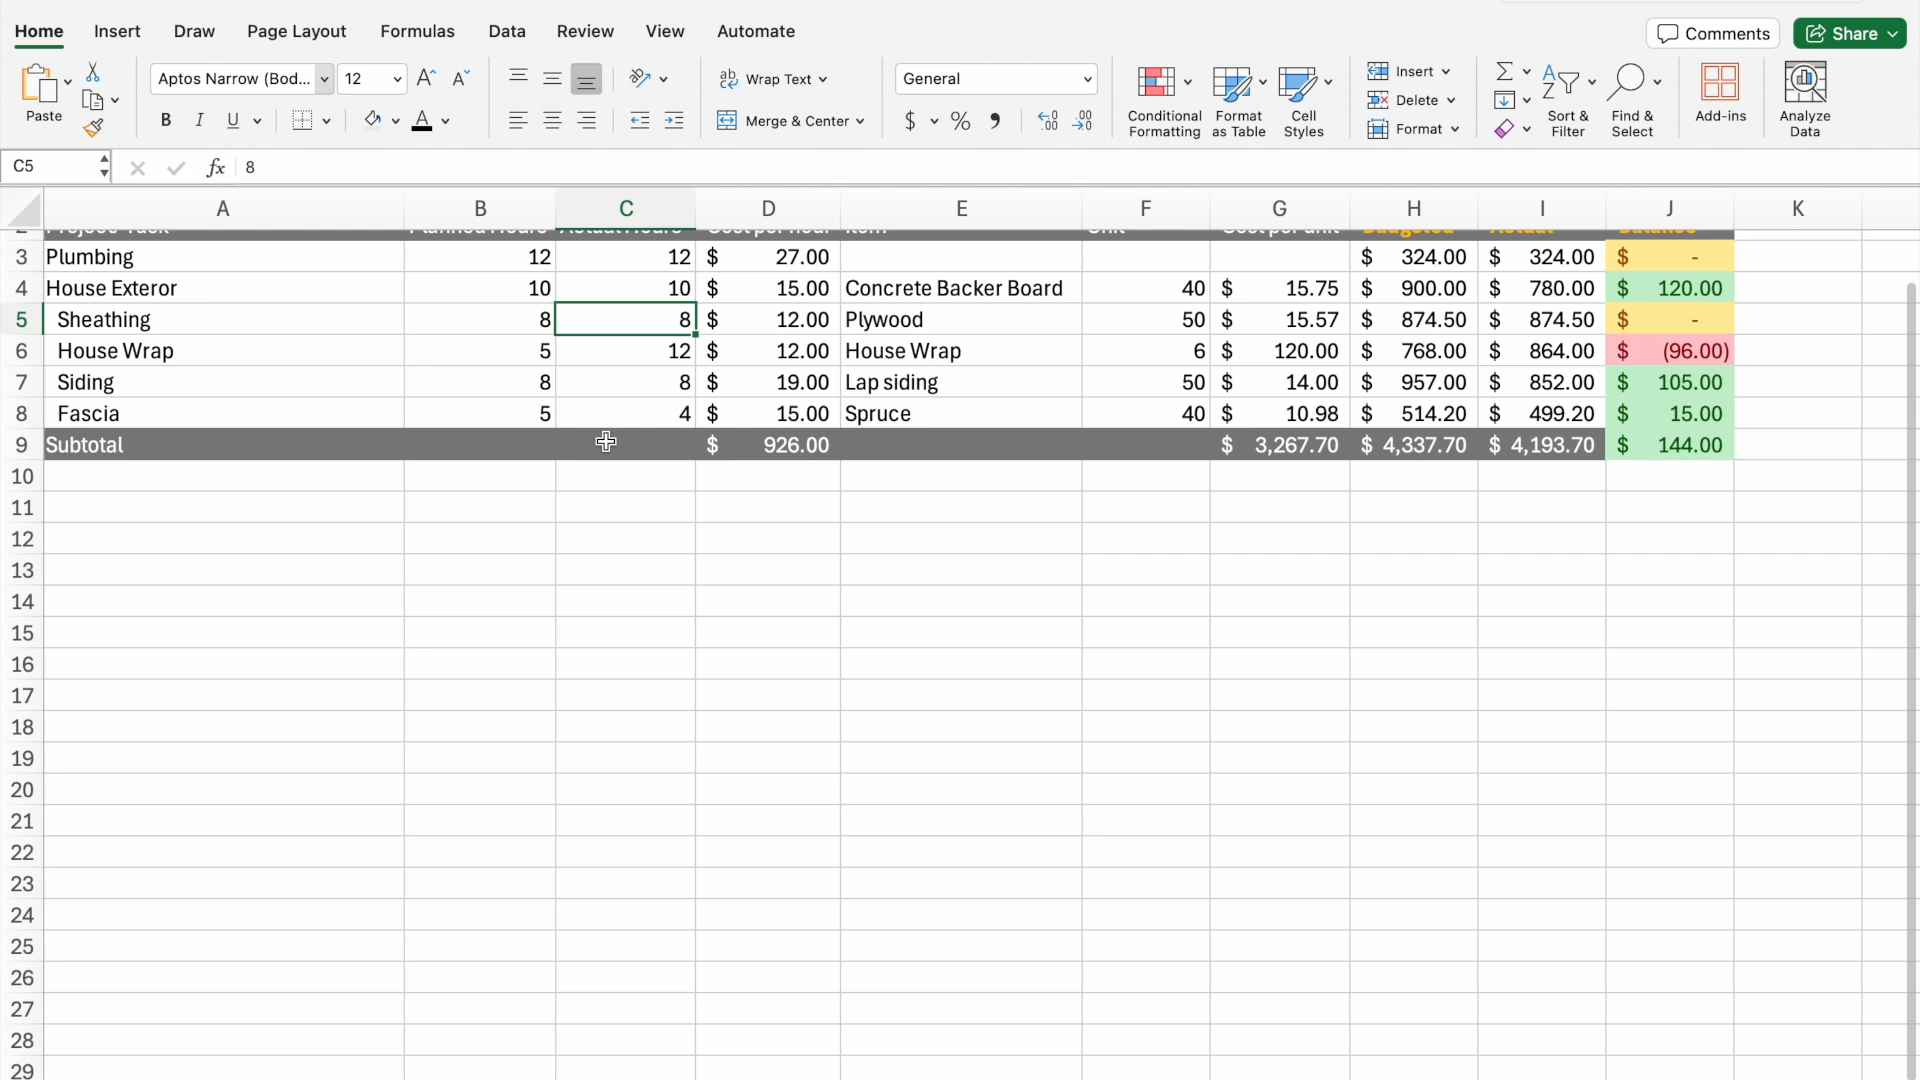 Home Insert Draw Page Layout Formulas Data Review View Automate Comments Share
Paste
Aptos Narrow (Bod... 12
B I U
ab Wrap Text
Merge & Center
General
$ % 9 .00
Conditional Formatting
Format as Table
Cell Styles
Insert
Delete
Format
Sort & Filter
Find & Select
Add-ins
Analyze Data
C5 fx 8
A B C D E F G H I J K
2 Project Task Planned Hours Actual Hours Cost per hour Item Unit Cost per unit Budgeted Actual Balance
3 Plumbing 12 12 $ 27.00 $ 324.00 $ 324.00 $ -
4 House Exteror 10 10 $ 15.00 Concrete Backer Board 40 $ 15.75 $ 900.00 $ 780.00 $ 120.00
5 Sheathing 8 8 $ 12.00 Plywood 50 $ 15.57 $ 874.50 $ 874.50 $ -
6 House Wrap 5 12 $ 12.00 House Wrap 6 $ 120.00 $ 768.00 $ 864.00 $ (96.00)
7 Siding 8 8 $ 19.00 Lap siding 50 $ 14.00 $ 957.00 $ 852.00 $ 105.00
8 Fascia 5 4 $ 15.00 Spruce 40 $ 10.98 $ 514.20 $ 499.20 $ 15.00
9 Subtotal $ 926.00 $ 3,267.70 $ 4,337.70 $ 4,193.70 $ 144.00
10
11
12
13
14
15
16
17
18
19
20
21
22
23
24
25
26
27
28
29